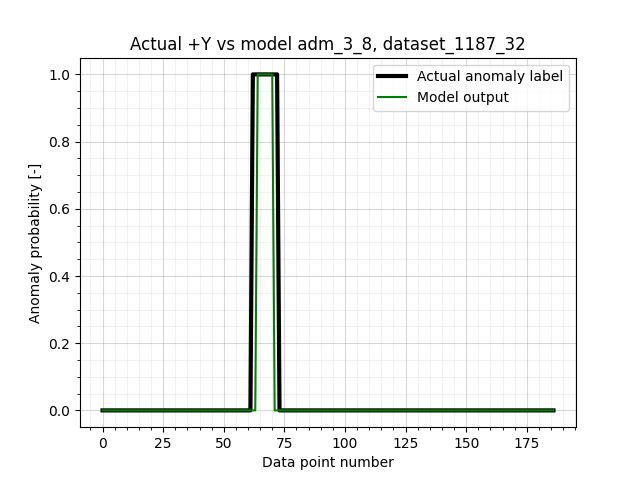 Actual +Y vs model adm_3_8, dataset_1187_32
Actual anomaly label
Model output
Anomaly probability [-]
1.0
0.8
0.6
0.4
0.2
0.0
0 25 50 75 100 125 150 175
Data point number